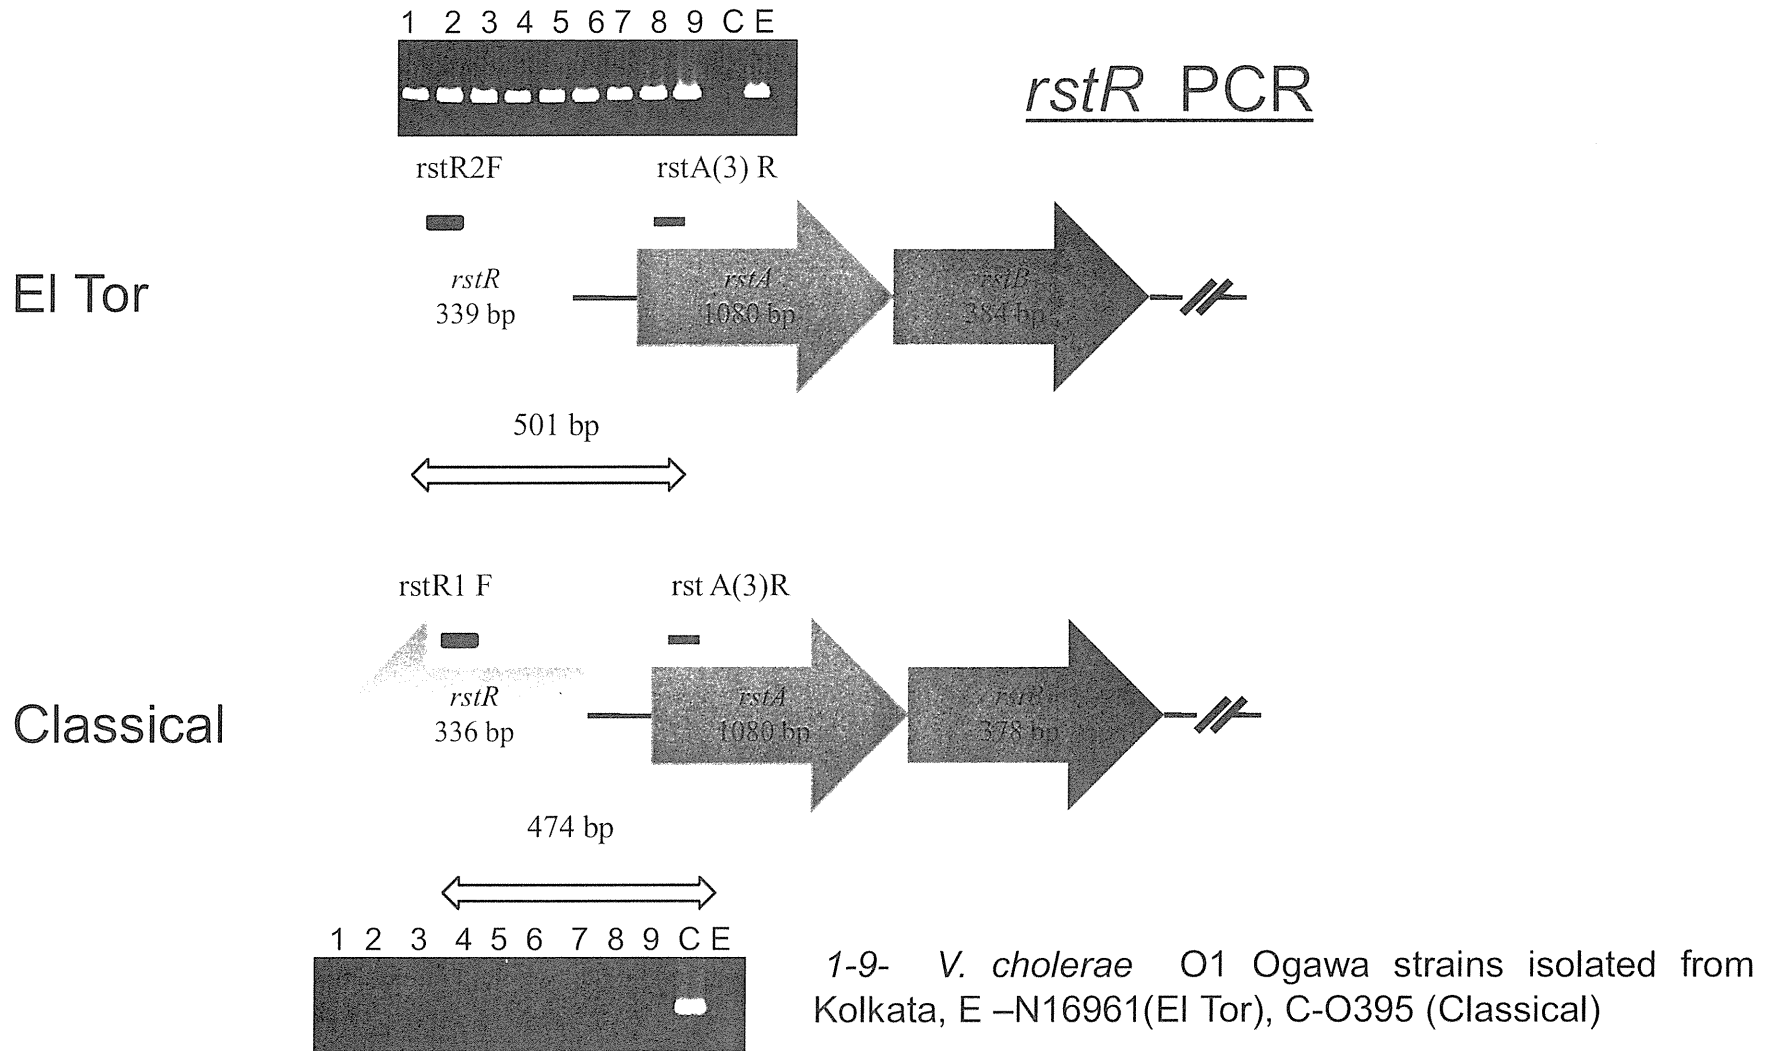 1 2 3 4 5 6 7 8 9 C E
rstR PCR
rstR2F rstA(3) R
El Tor
rstR
339 bp
rstA
1080 bp
rstB
384 bp
501 bp
rstR1 F rst A(3)R
Classical
rstR
336 bp
rstA
1080 bp
rstB
378 bp
474 bp
1 2 3 4 5 6 7 8 9 C E
1-9- V. cholerae O1 Ogawa strains isolated from
Kolkata, E –N16961(El Tor), C-O395 (Classical)